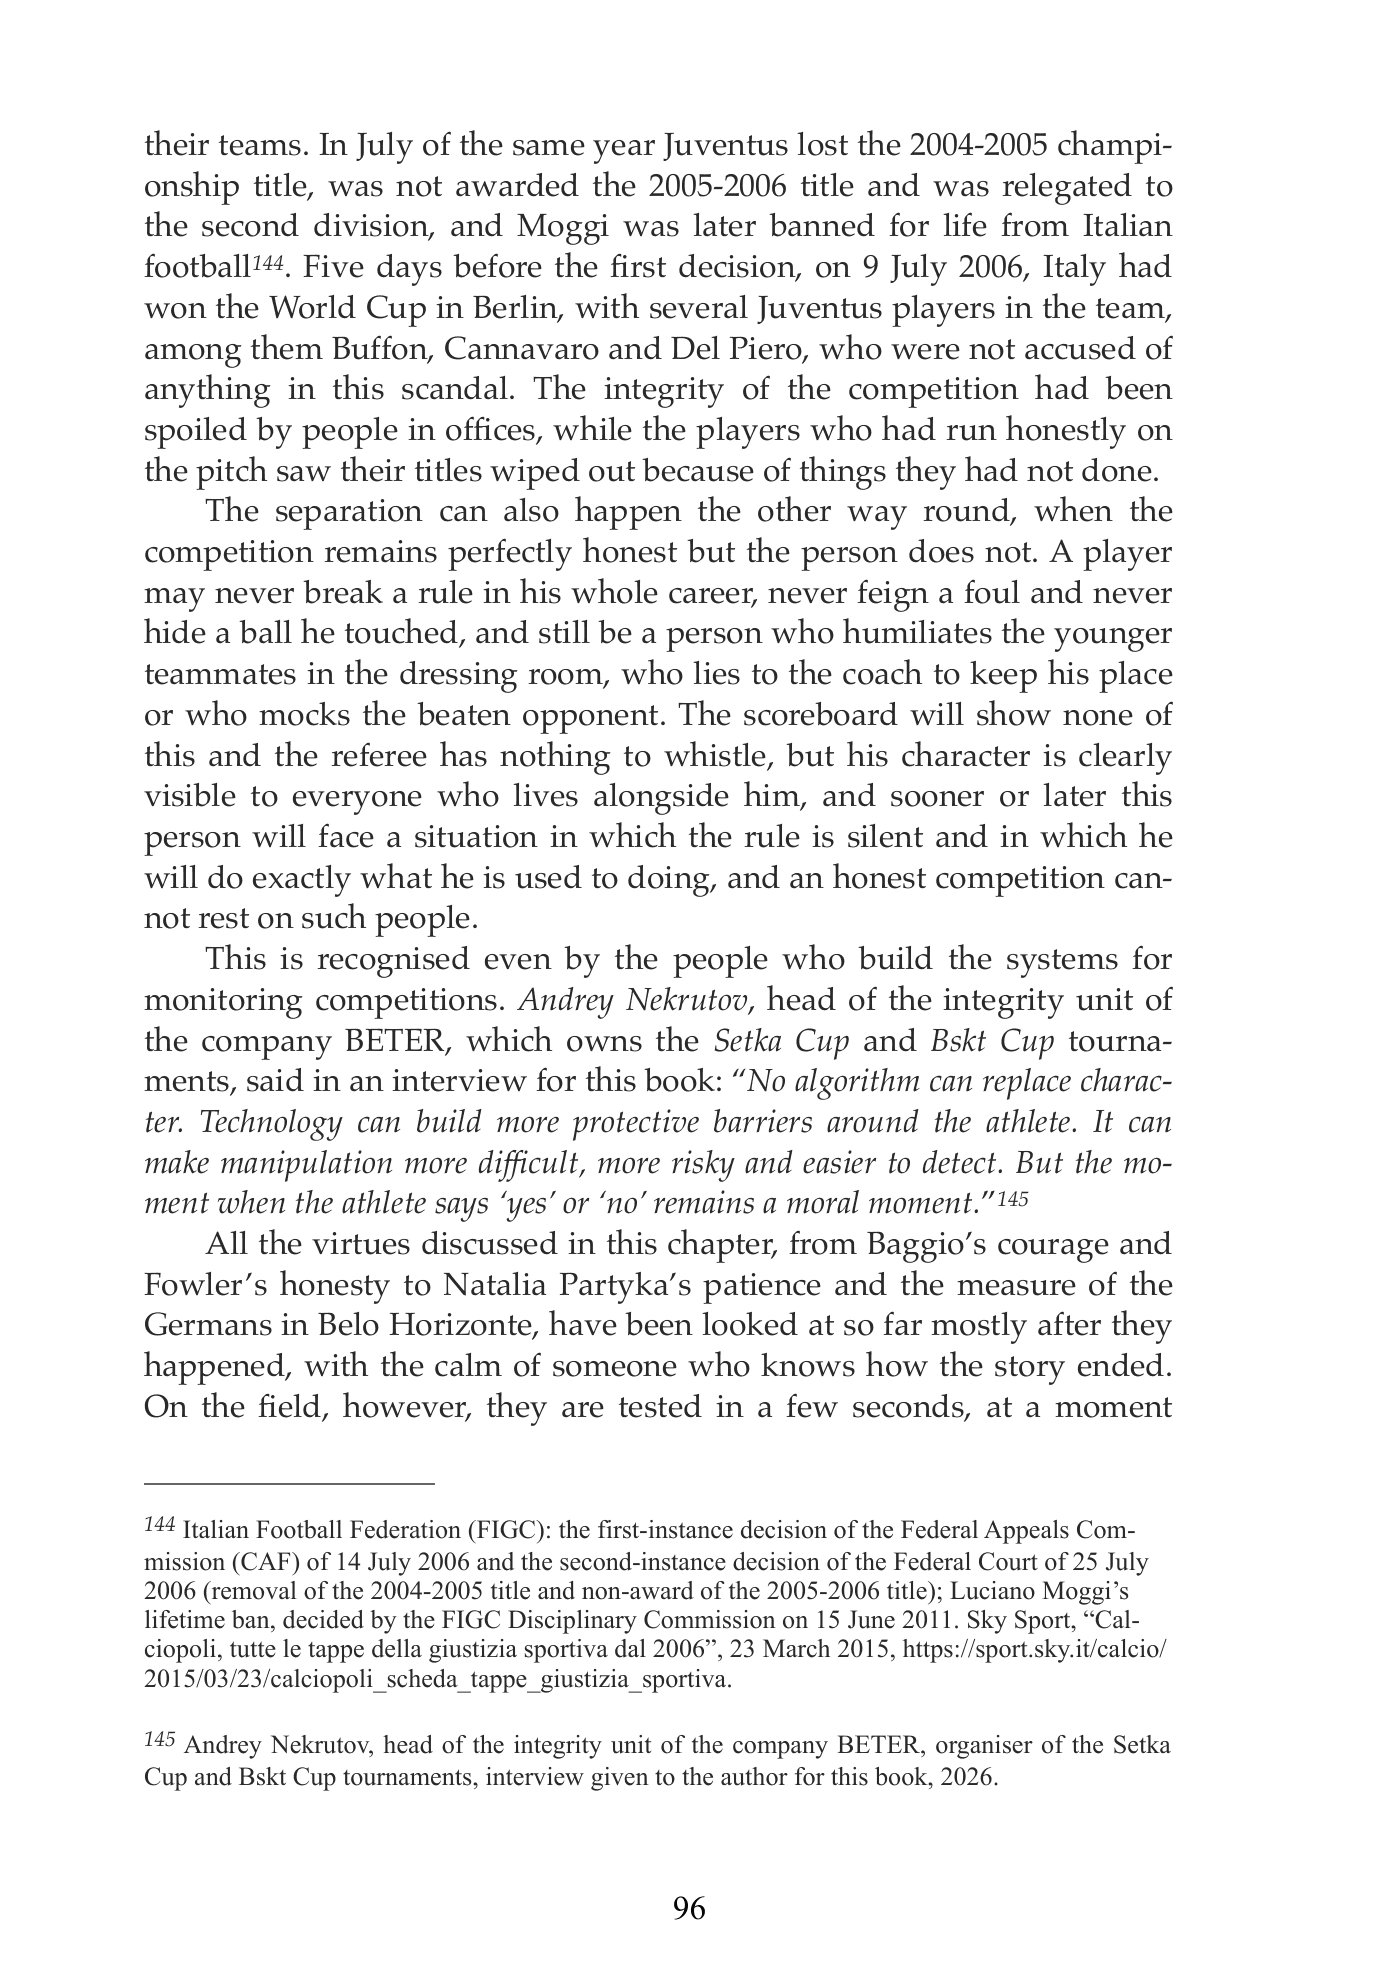 their teams. In July of the same year Juventus lost the 2004-2005 champi-
onship title, was not awarded the 2005-2006 title and was relegated to
the second division, and Moggi was later banned for life from Italian
football144. Five days before the first decision, on 9 July 2006, Italy had
won the World Cup in Berlin, with several Juventus players in the team,
among them Buffon, Cannavaro and Del Piero, who were not accused of
anything in this scandal. The integrity of the competition had been
spoiled by people in offices, while the players who had run honestly on
the pitch saw their titles wiped out because of things they had not done.
The separation can also happen the other way round, when the
competition remains perfectly honest but the person does not. A player
may never break a rule in his whole career, never feign a foul and never
hide a ball he touched, and still be a person who humiliates the younger
teammates in the dressing room, who lies to the coach to keep his place
or who mocks the beaten opponent. The scoreboard will show none of
this and the referee has nothing to whistle, but his character is clearly
visible to everyone who lives alongside him, and sooner or later this
person will face a situation in which the rule is silent and in which he
will do exactly what he is used to doing, and an honest competition can-
not rest on such people.
This is recognised even by the people who build the systems for
monitoring competitions. Andrey Nekrutov, head of the integrity unit of
the company BETER, which owns the Setka Cup and Bskt Cup tourna-
ments, said in an interview for this book: “No algorithm can replace charac-
ter. Technology can build more protective barriers around the athlete. It can
make manipulation more difficult, more risky and easier to detect. But the mo-
ment when the athlete says ‘yes’ or ‘no’ remains a moral moment.”145
All the virtues discussed in this chapter, from Baggio’s courage and
Fowler’s honesty to Natalia Partyka’s patience and the measure of the
Germans in Belo Horizonte, have been looked at so far mostly after they
happened, with the calm of someone who knows how the story ended.
On the field, however, they are tested in a few seconds, at a moment
144 Italian Football Federation (FIGC): the first-instance decision of the Federal Appeals Com-
mission (CAF) of 14 July 2006 and the second-instance decision of the Federal Court of 25 July
2006 (removal of the 2004-2005 title and non-award of the 2005-2006 title); Luciano Moggi’s
lifetime ban, decided by the FIGC Disciplinary Commission on 15 June 2011. Sky Sport, “Cal-
ciopoli, tutte le tappe della giustizia sportiva dal 2006”, 23 March 2015, https://sport.sky.it/calcio/
2015/03/23/calciopoli_scheda_tappe_giustizia_sportiva.
145 Andrey Nekrutov, head of the integrity unit of the company BETER, organiser of the Setka
Cup and Bskt Cup tournaments, interview given to the author for this book, 2026.
96